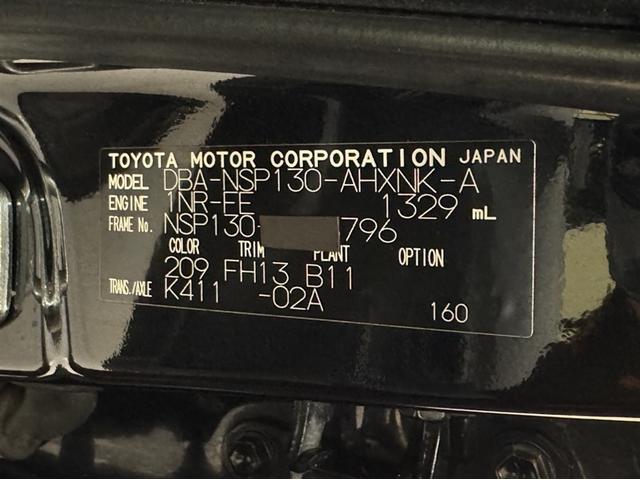 TOYOTA MOTOR CORPORATION JAPAN
MODEL DBA-NSP130-AHXNK-A
ENGINE 1NR-FE 1329 mL
FRAME No. NSP130- 796
COLOR TRIM PLANT OPTION
209 FH13 B11
TRANS./AXLE K411 -02A
160